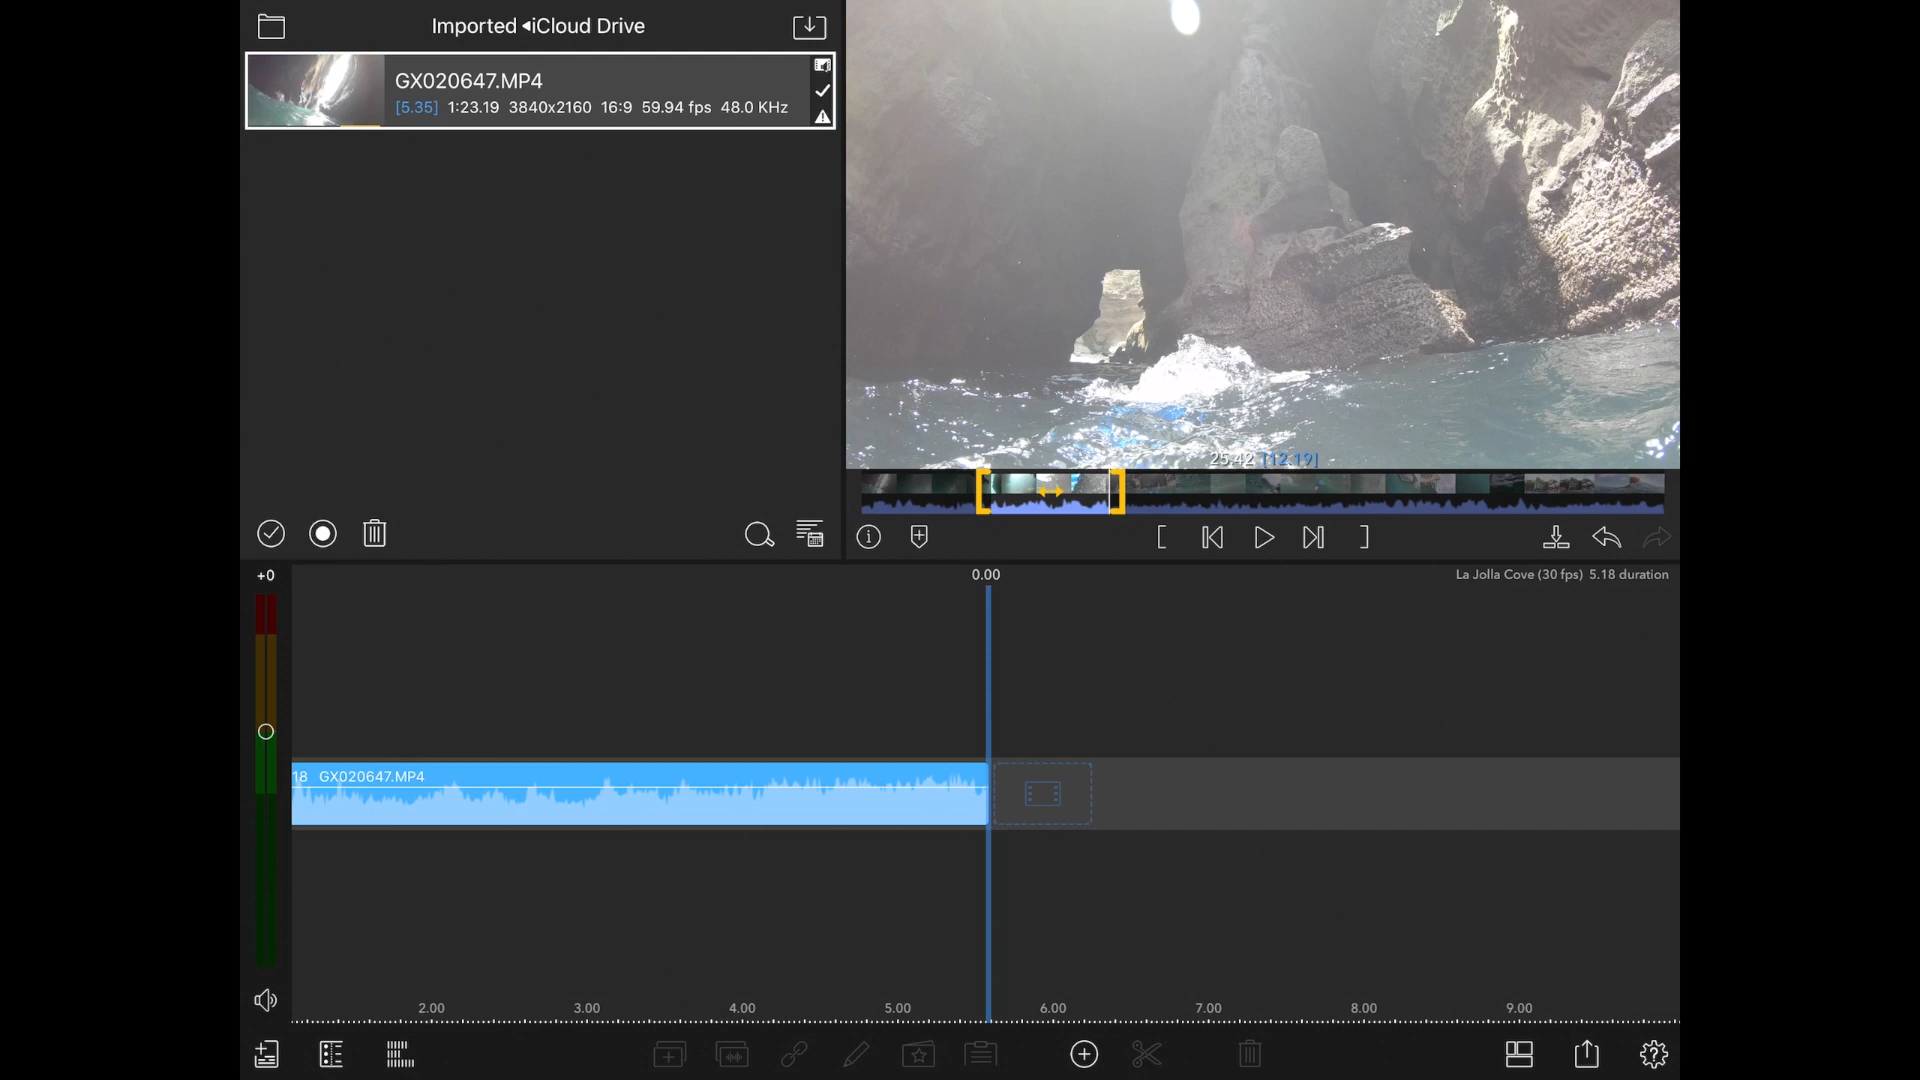 Imported ◂iCloud Drive
GX020647.MP4
[5.35] 1:23.19 3840x2160 16:9 59.94 fps 48.0 KHz
25.42 [12.19]
+0
0.00
La Jolla Cove (30 fps) 5.18 duration
18 GX020647.MP4
2.00 3.00 4.00 5.00 6.00 7.00 8.00 9.00